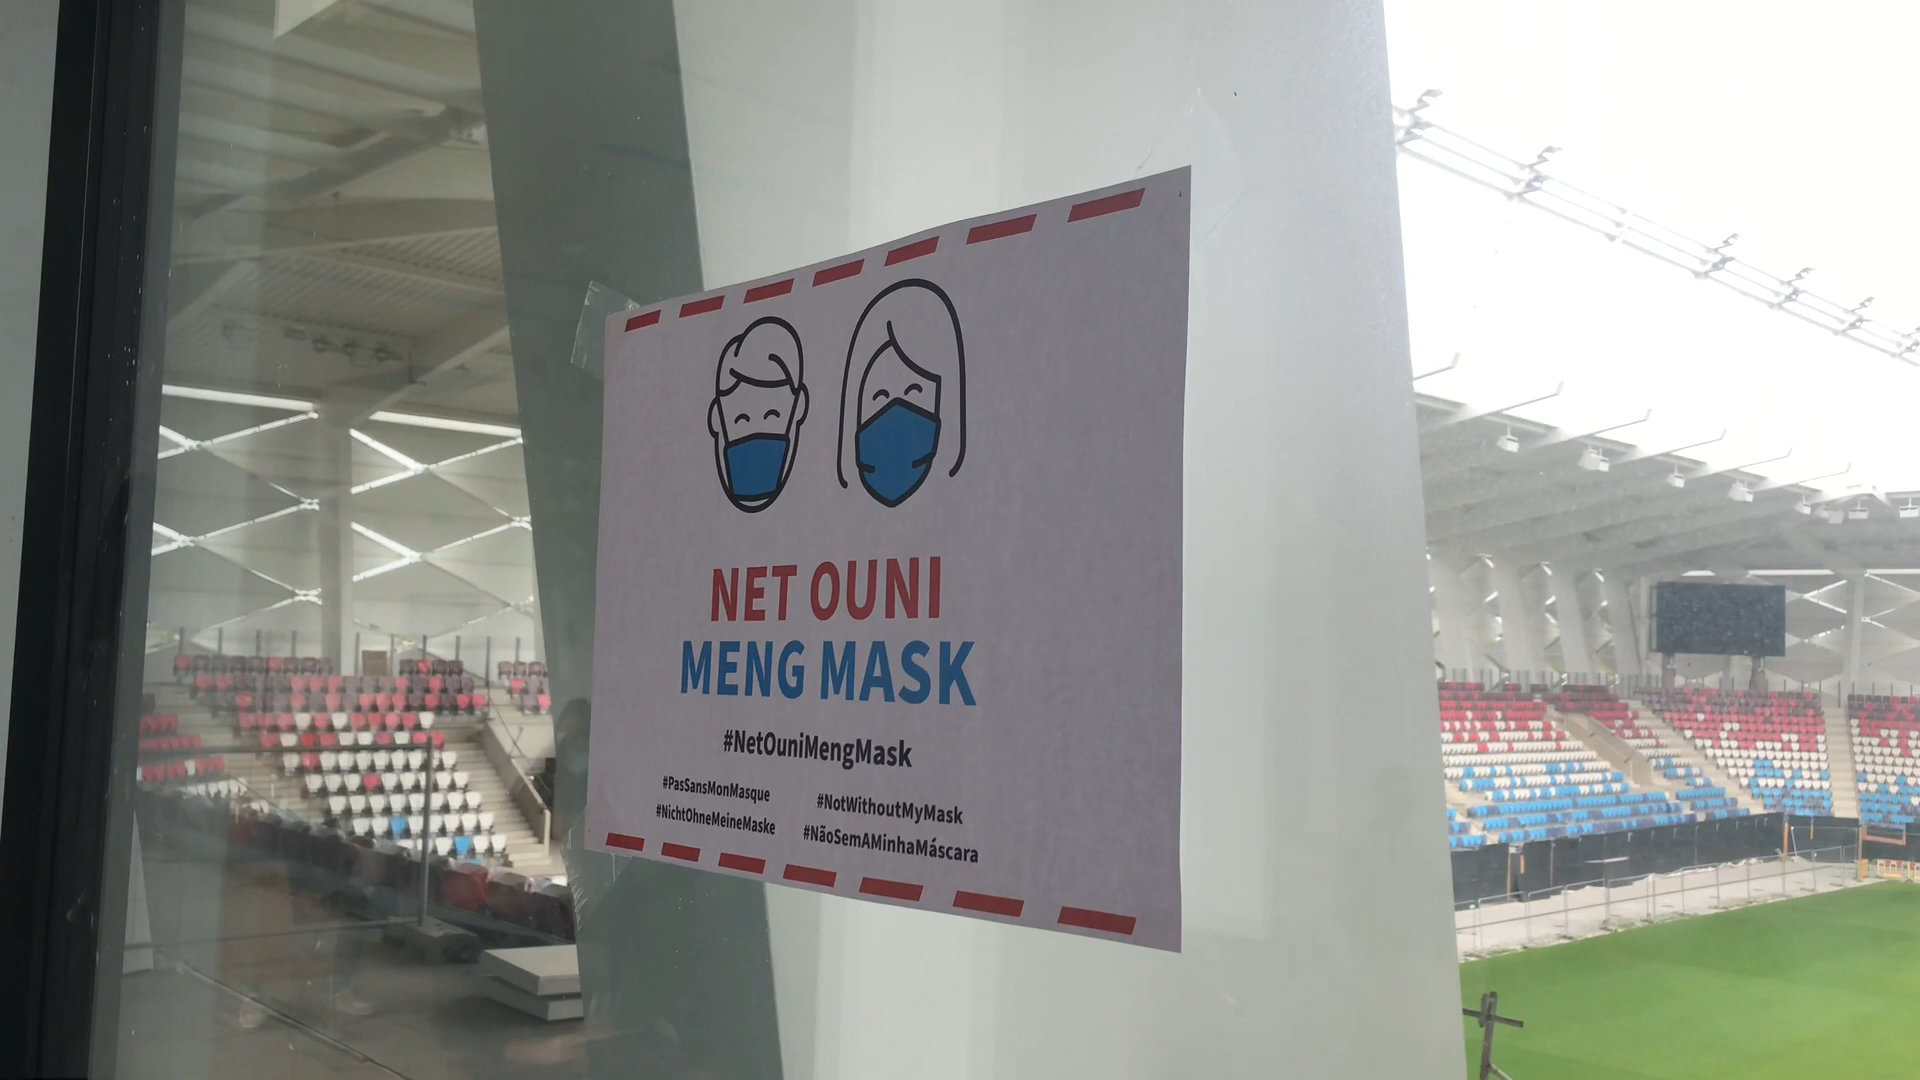 NET OUNI
MENG MASK
#NetOuniMengMask
#PasSansMonMasque
#NotWithoutMyMask
#NichtOhneMeineMaske
#NãoSemAMinhaMáscara